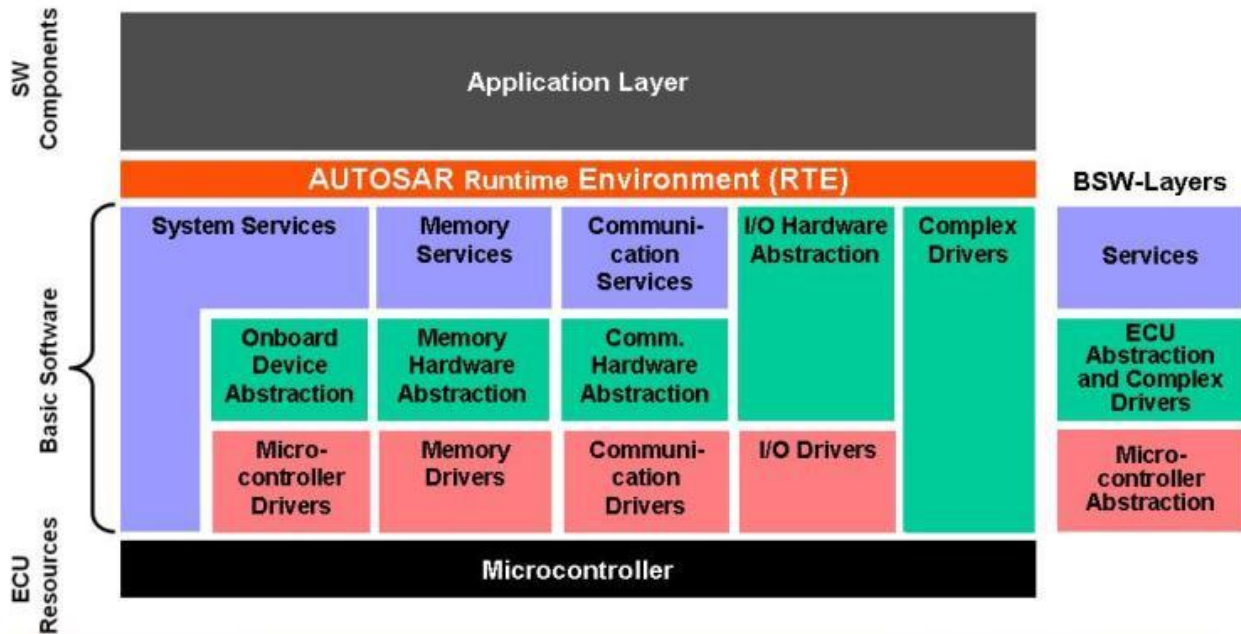 SW
Components
Application Layer
AUTOSAR Runtime Environment (RTE)
BSW-Layers
Basic Software
System Services
Memory
Services
Communi-
cation
Services
I/O Hardware
Abstraction
Complex
Drivers
Services
Onboard
Device
Abstraction
Memory
Hardware
Abstraction
Comm.
Hardware
Abstraction
ECU
Abstraction
and Complex
Drivers
Micro-
controller
Drivers
Memory
Drivers
Communi-
cation
Drivers
I/O Drivers
Micro-
controller
Abstraction
ECU
Resources
Microcontroller